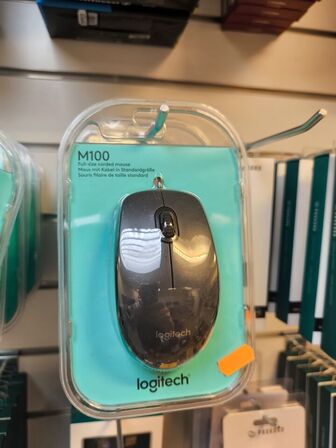 M100
Full-size corded mouse
Maus mit Kabel in Standardgröße
Souris filaire de taille standard
logitech
logitech